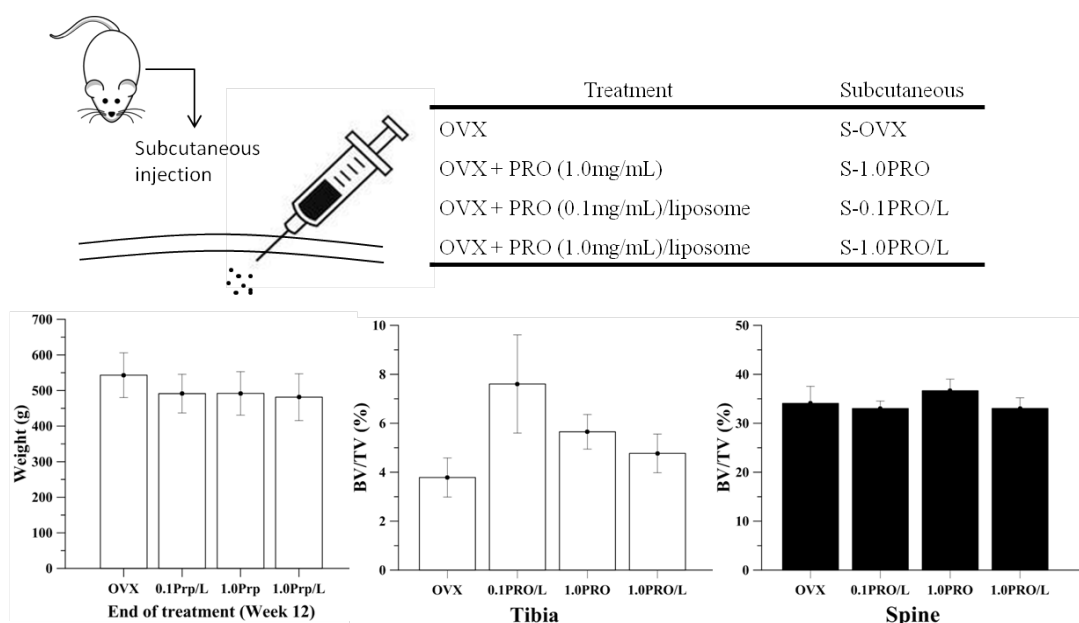 Subcutaneous
injection
Treatment Subcutaneous
OVX S-OVX
OVX + PRO (1.0mg/mL) S-1.0PRO
OVX + PRO (0.1mg/mL)/liposome S-0.1PRO/L
OVX + PRO (1.0mg/mL)/liposome S-1.0PRO/L
Weight (g)
700
600
500
400
300
200
100
0
OVX 0.1Prp/L 1.0Prp 1.0Prp/L
End of treatment (Week 12)
BV/TV (%)
10
8
6
4
2
0
OVX 0.1PRO/L 1.0PRO 1.0PRO/L
Tibia
BV/TV (%)
50
40
30
20
10
0
OVX 0.1PRO/L 1.0PRO 1.0PRO/L
Spine